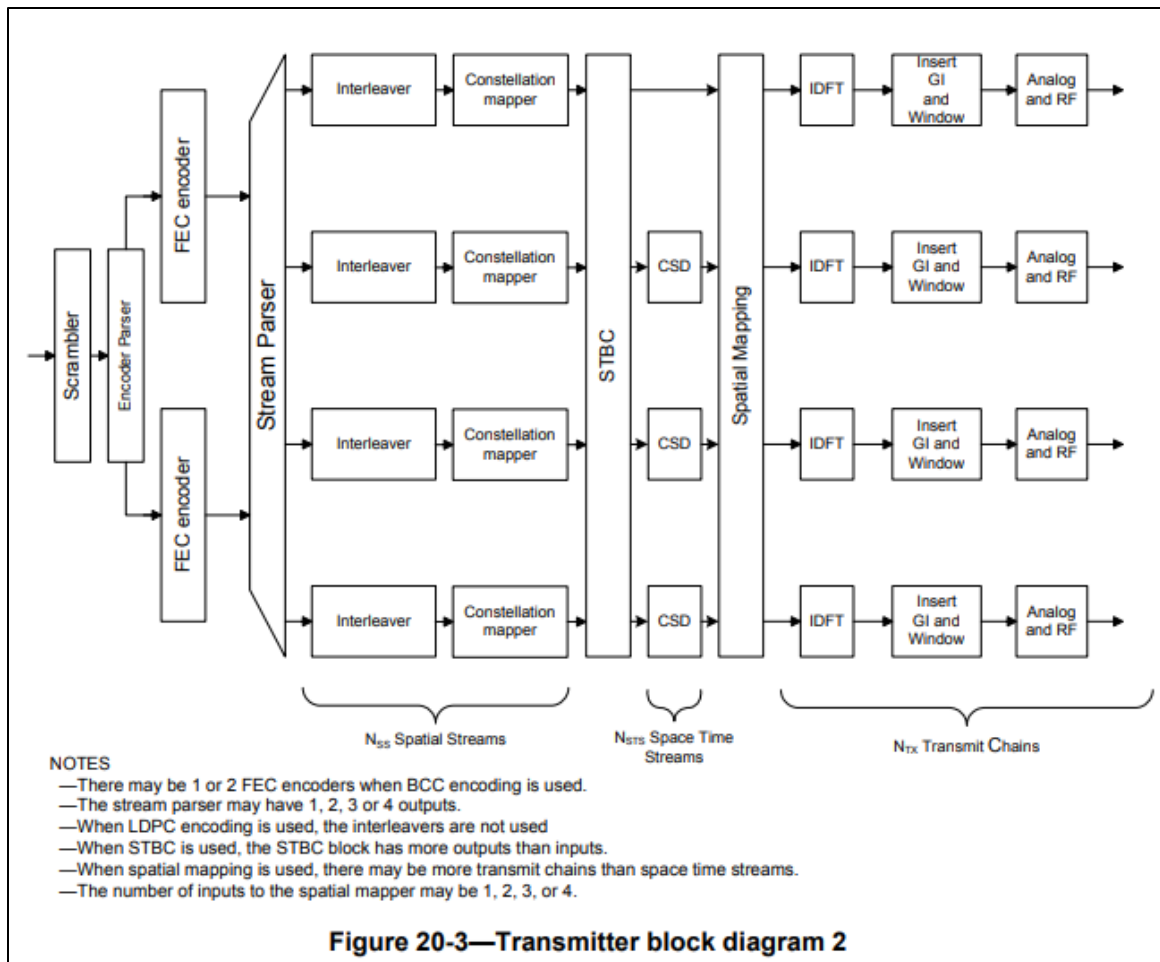 Scrambler
Encoder Parser
FEC encoder
FEC encoder
Stream Parser
Interleaver
Constellation
mapper
Interleaver
Constellation
mapper
Interleaver
Constellation
mapper
Interleaver
Constellation
mapper
STBC
CSD
CSD
CSD
Spatial Mapping
IDFT
Insert
GI
and
Window
Analog
and RF
IDFT
Insert
GI and
Window
Analog
and RF
IDFT
Insert
GI and
Window
Analog
and RF
IDFT
Insert
GI and
Window
Analog
and RF
NSS Spatial Streams
NSTS Space Time
Streams
NTX Transmit Chains
NOTES
—There may be 1 or 2 FEC encoders when BCC encoding is used.
—The stream parser may have 1, 2, 3 or 4 outputs.
—When LDPC encoding is used, the interleavers are not used
—When STBC is used, the STBC block has more outputs than inputs.
—When spatial mapping is used, there may be more transmit chains than space time streams.
—The number of inputs to the spatial mapper may be 1, 2, 3, or 4.
Figure 20-3—Transmitter block diagram 2